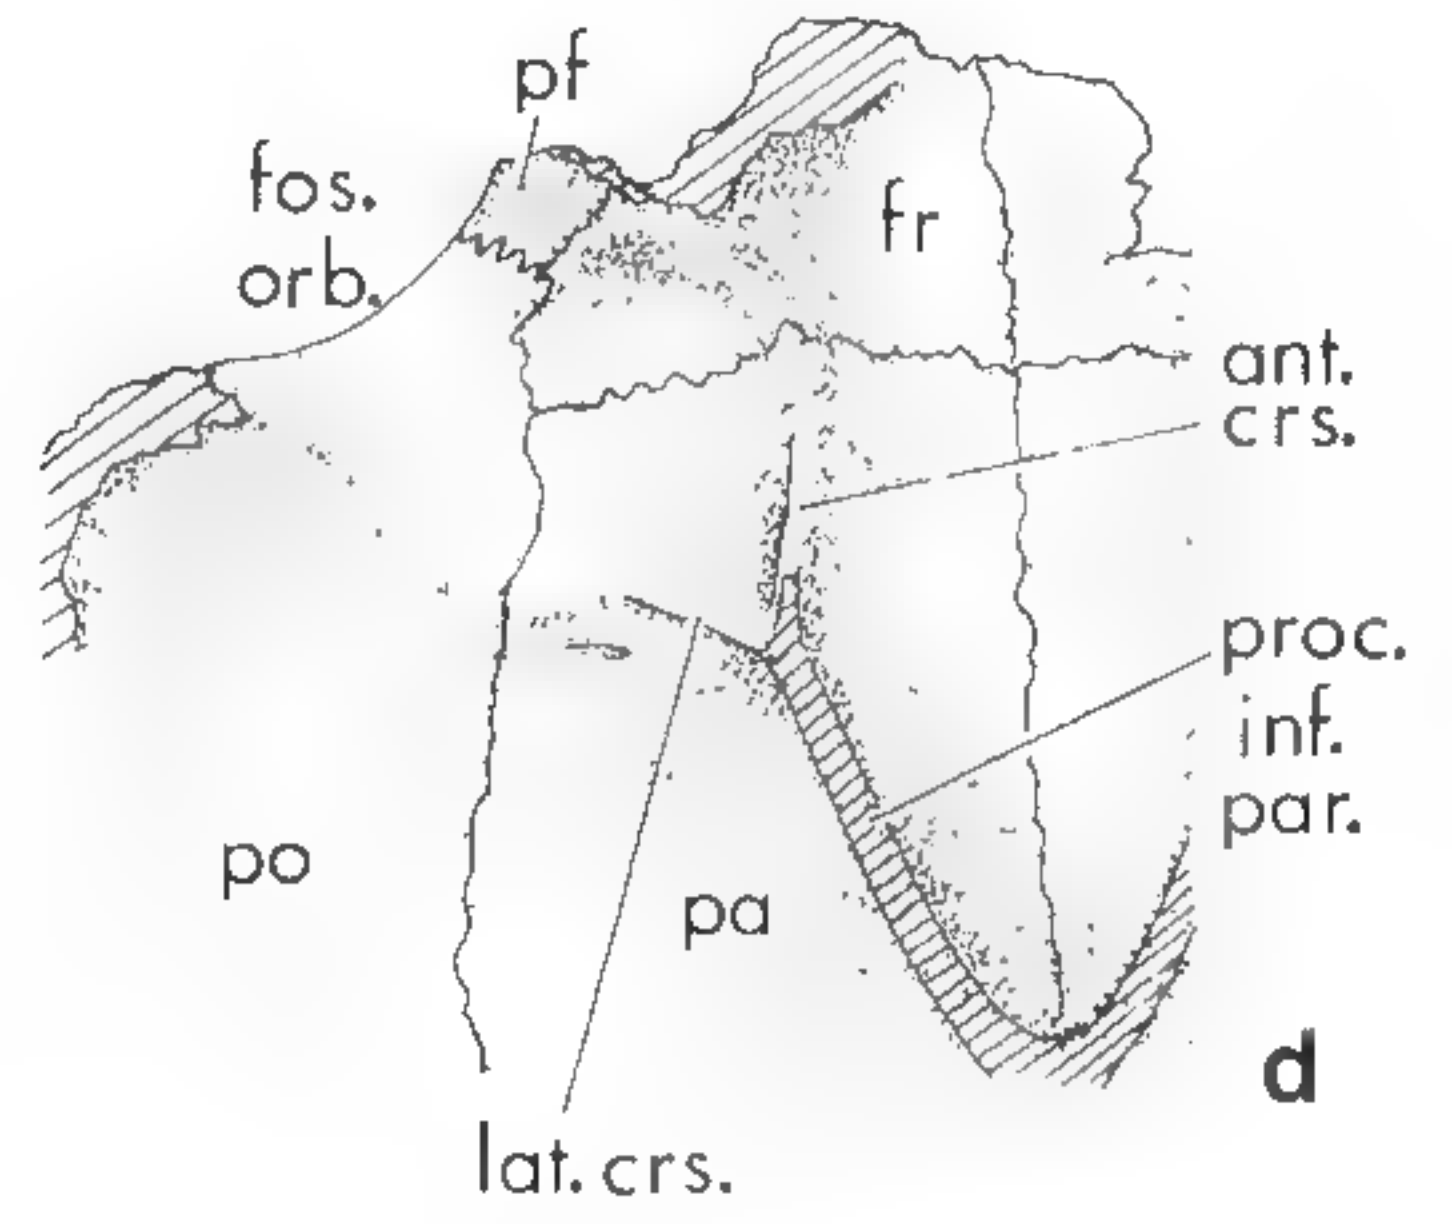 pf
fos.
orb.
fr
ant.
crs.
proc.
inf.
par.
po
pa
d
lat. crs.